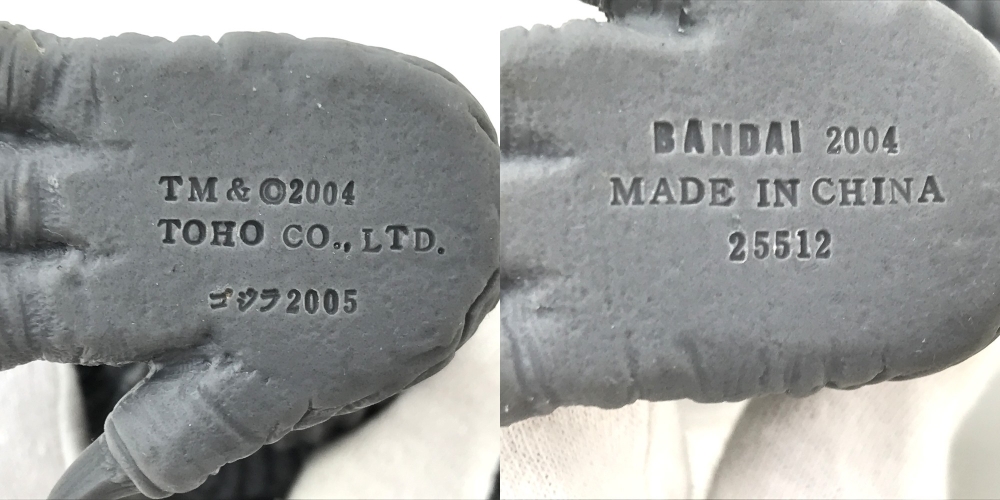 TM & ©2004
TOHO CO., LTD.
ゴジラ2005
BANDAI 2004
MADE IN CHINA
25512